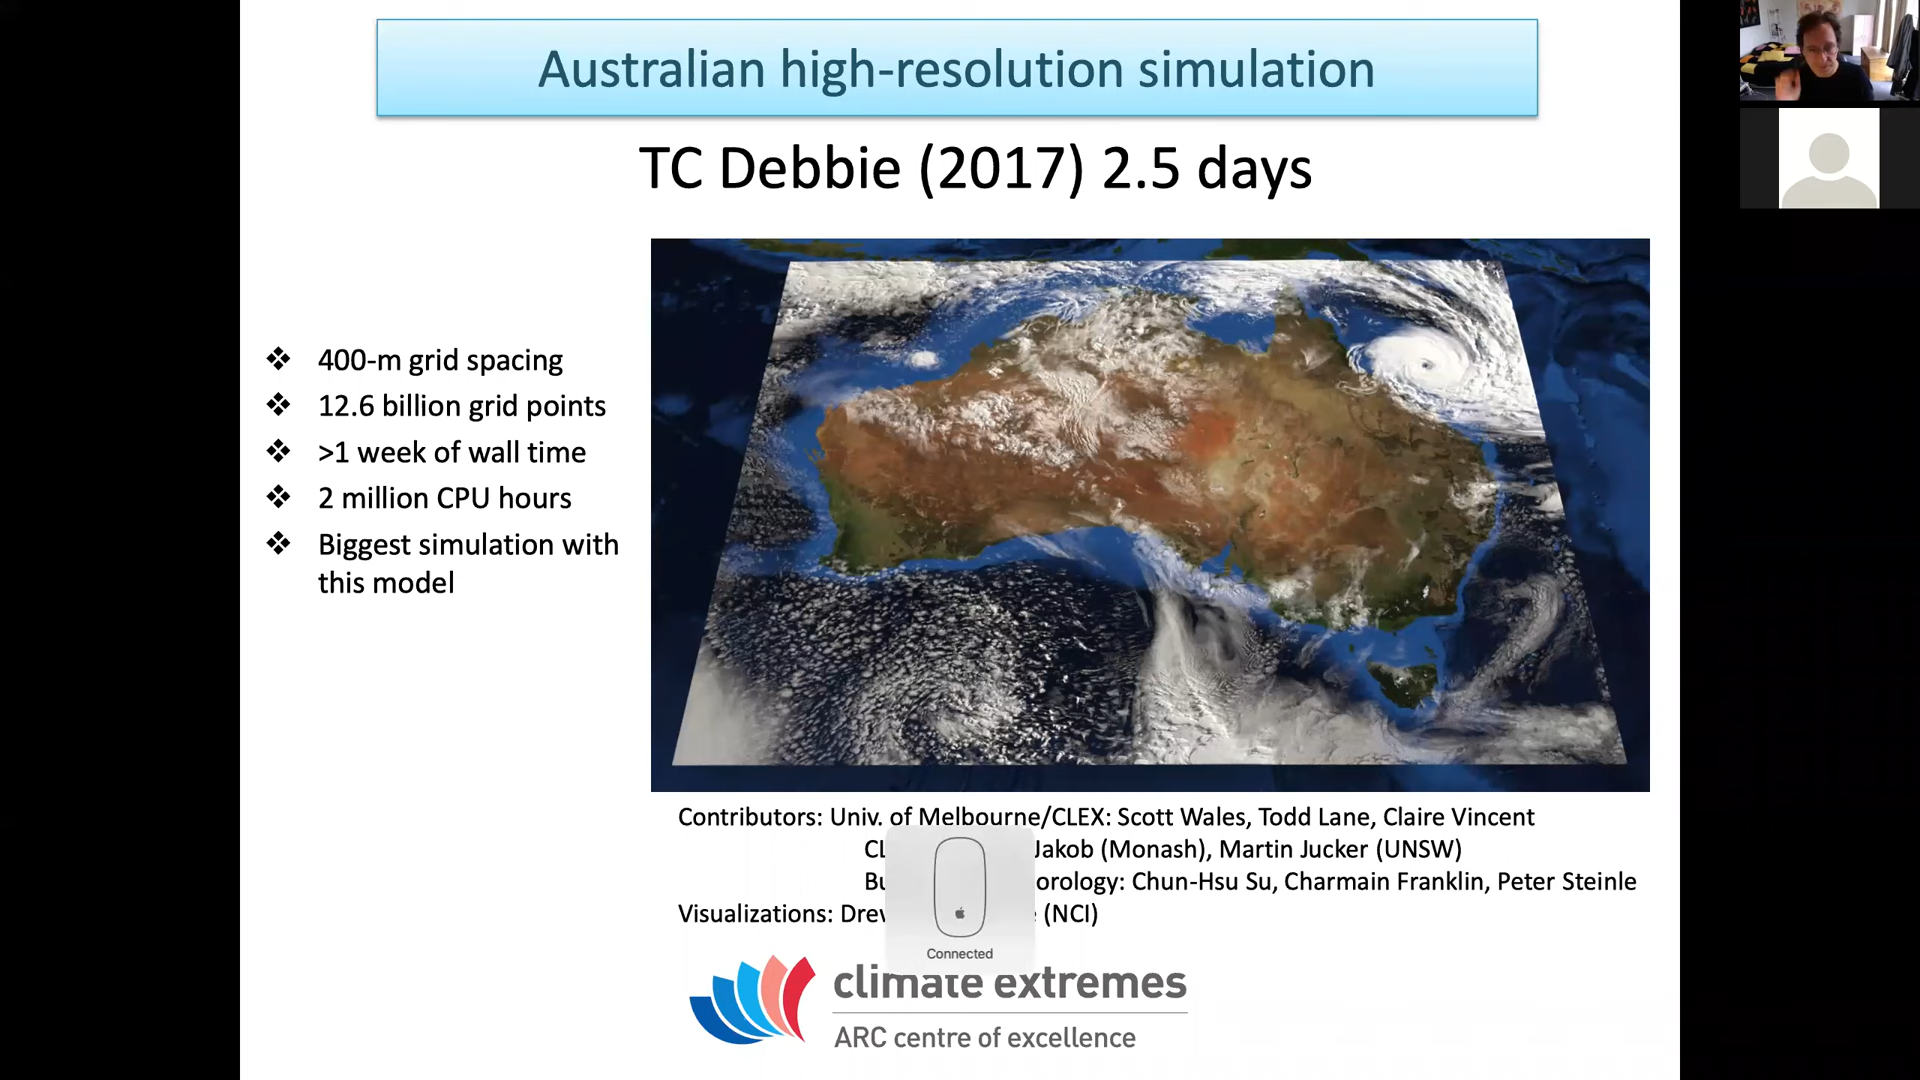 Australian high-resolution simulation
TC Debbie (2017) 2.5 days
❖ 400-m grid spacing
❖ 12.6 billion grid points
❖ >1 week of wall time
❖ 2 million CPU hours
❖ Biggest simulation with
this model
Contributors: Univ. of Melbourne/CLEX: Scott Wales, Todd Lane, Claire Vincent
Jakob (Monash), Martin Jucker (UNSW)
Chun-Hsu Su, Charmain Franklin, Peter Steinle
Visualizations: (NCI)
Connected
climate extremes
ARC centre of excellence